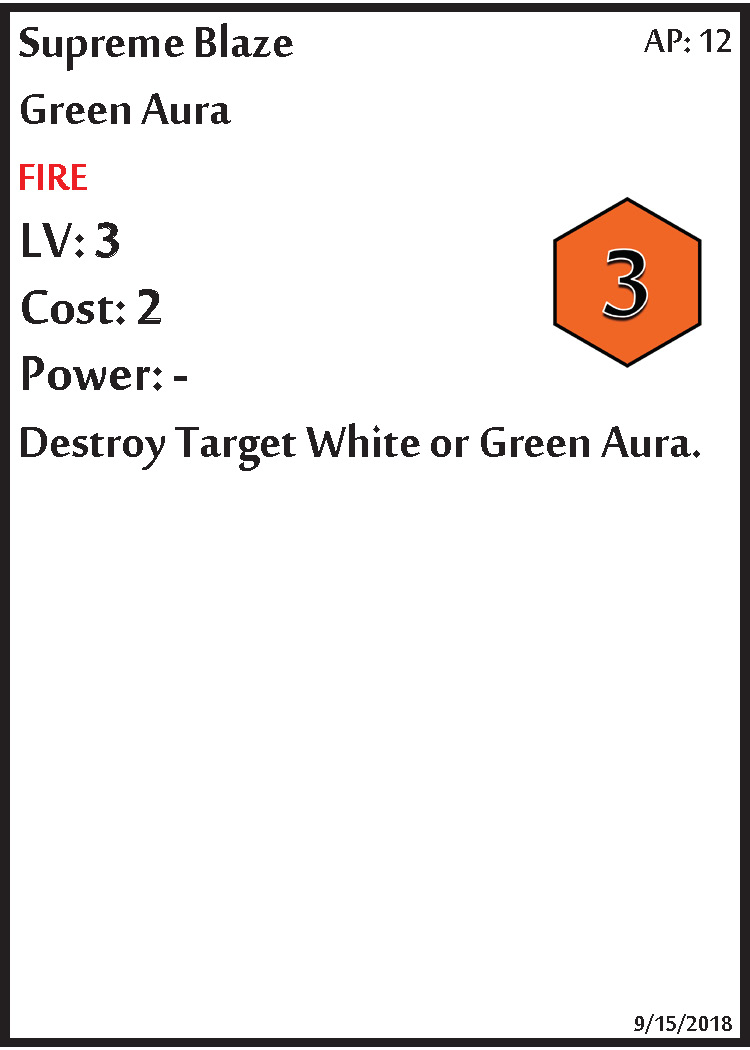 Supreme Blaze
AP: 12
Green Aura
FIRE
LV: 3
3
Cost: 2
Power: -
Destroy Target White or Green Aura.
9/15/2018